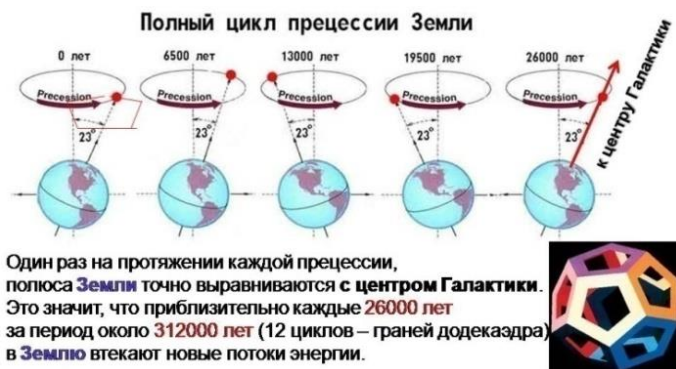 Полный цикл прецессии Земли
0 лет
6500 лет
13000 лет
19500 лет
26000 лет
Precession
Precession
Precession
Precession
Precession
23°
23°
23°
23°
23°
к центру Галактики
Один раз на протяжении каждой прецессии,
полюса Земли точно выравниваются с центром Галактики.
Это значит, что приблизительно каждые 26000 лет
за период около 312000 лет (12 циклов – граней додекаэдра)
в Землю втекают новые потоки энергии.